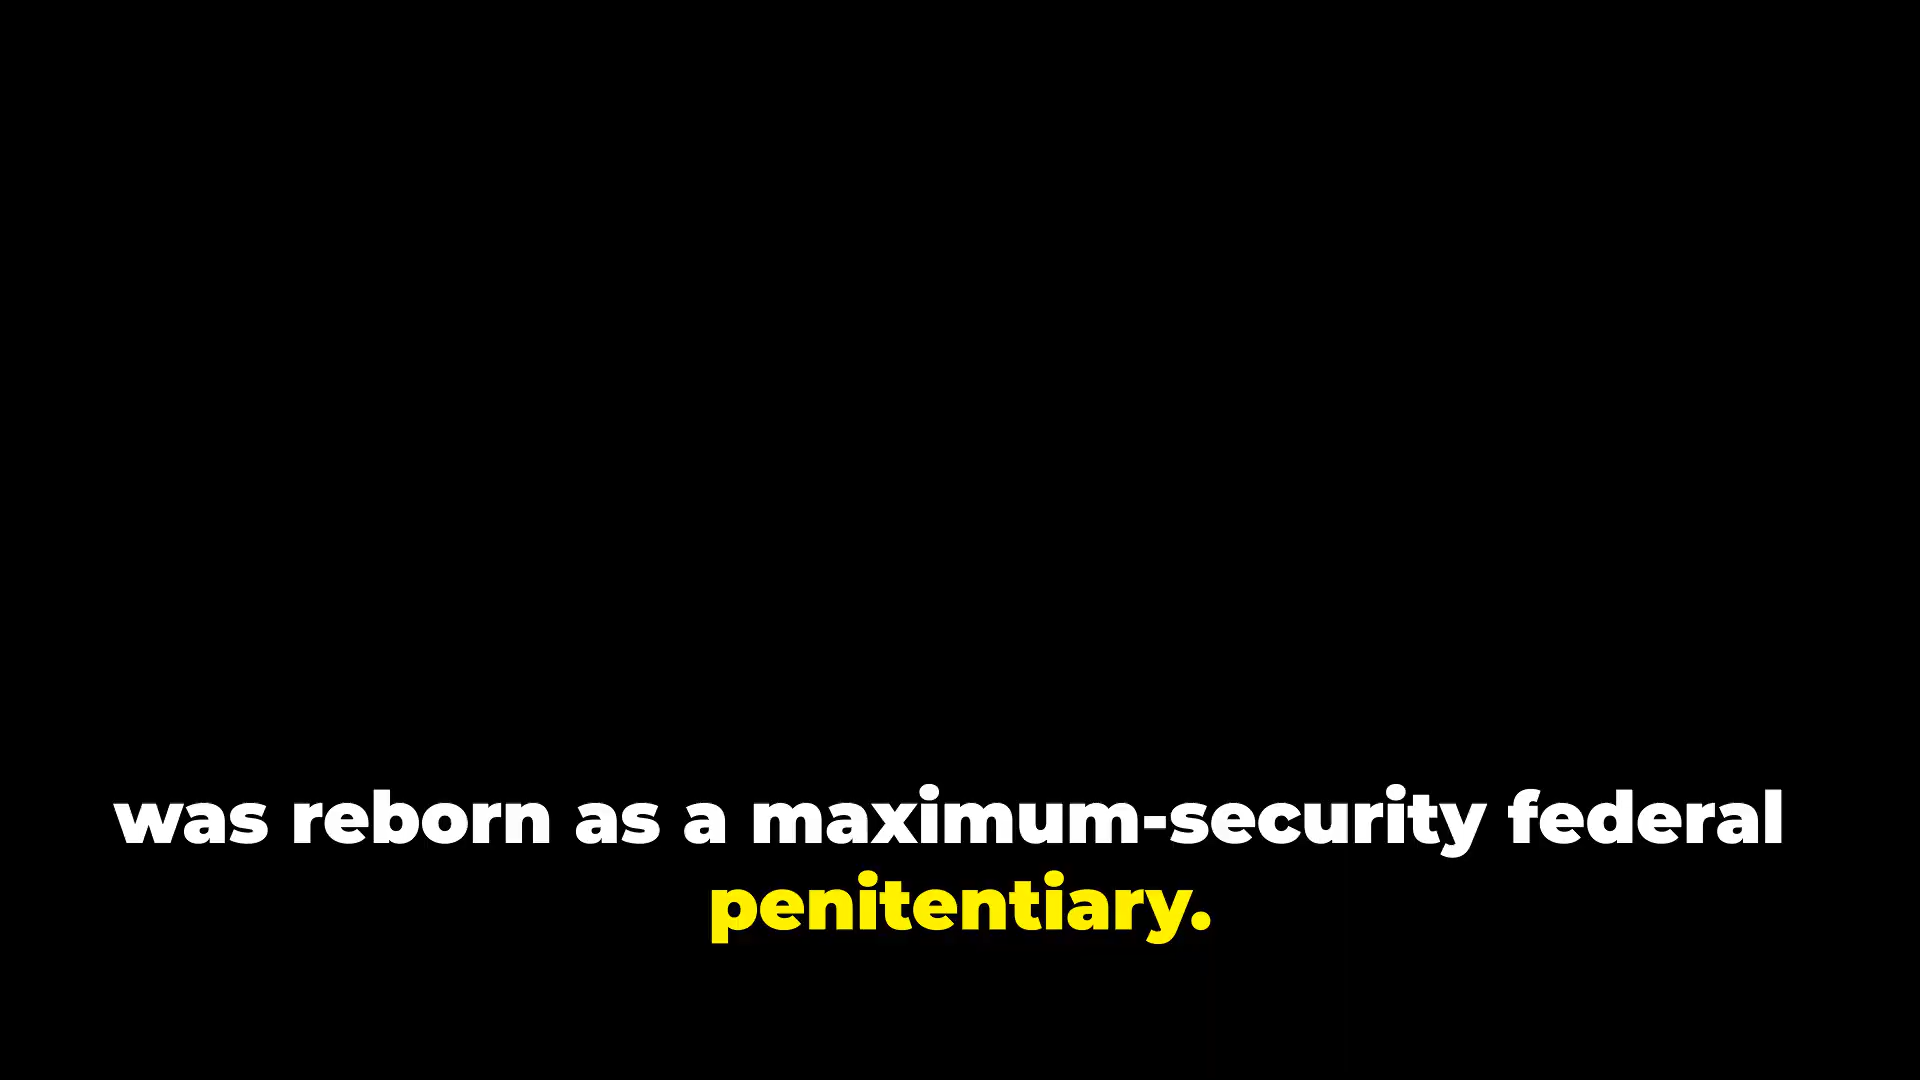 was reborn as a maximum-security federal
penitentiary.